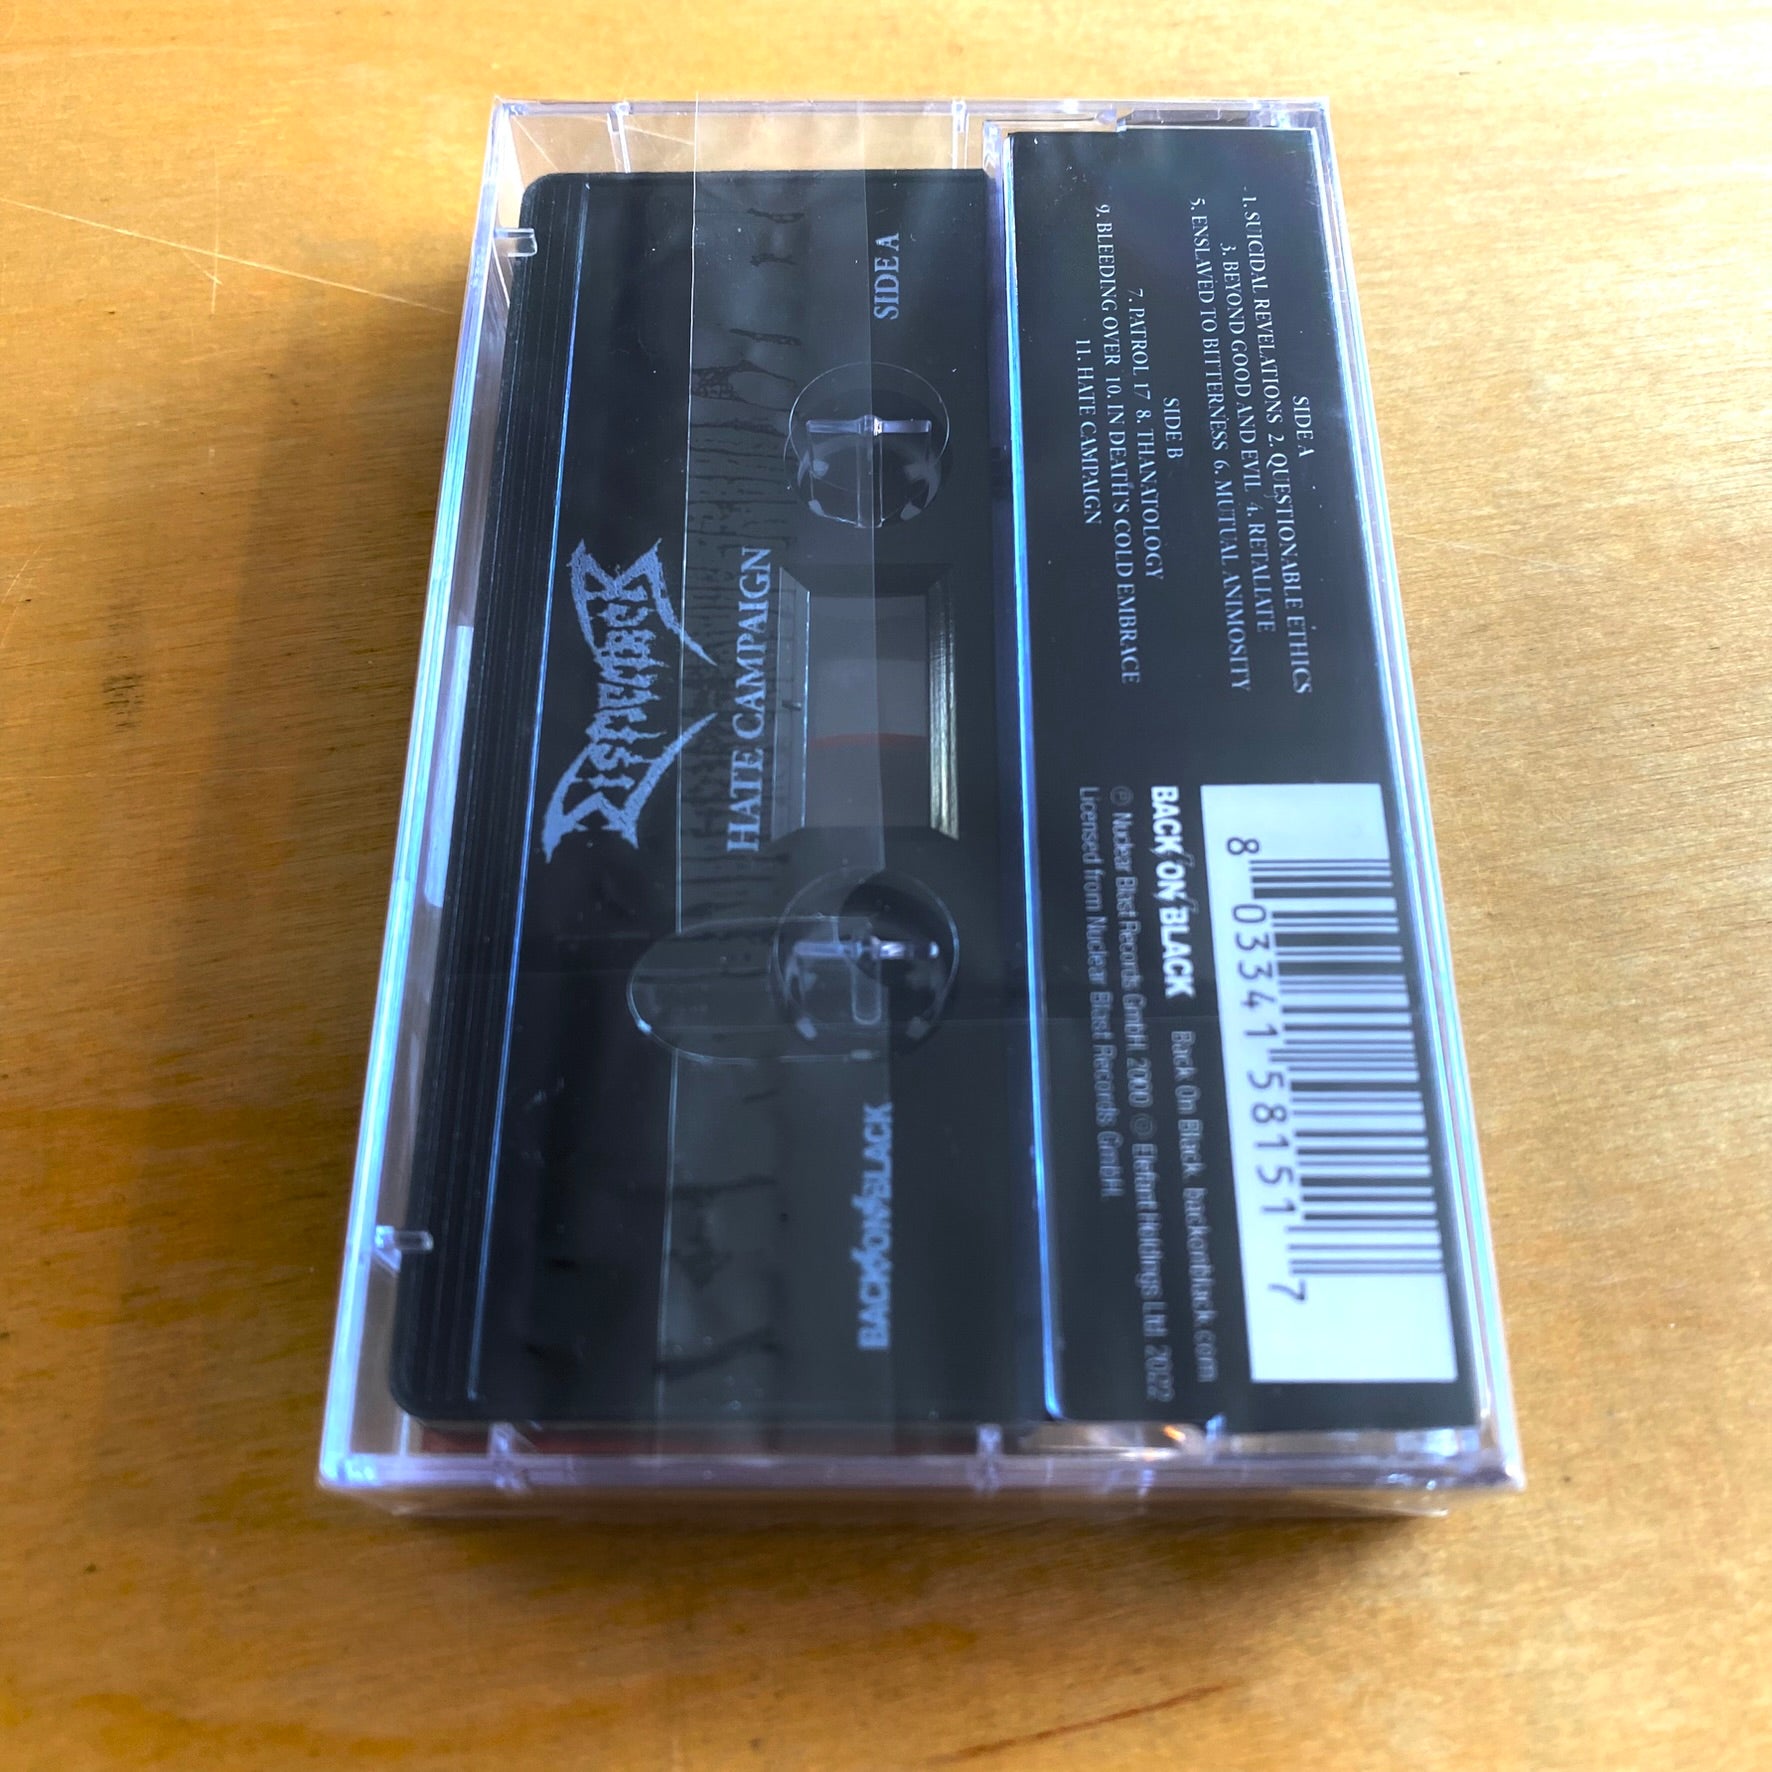 SIDE A
1. SUICIDAL REVELATIONS 2. QUESTIONABLE ETHICS
3. BEYOND GOOD AND EVIL 4. RETALIATE
5. ENSLAVED TO BITTERNESS 6. MUTUAL ANIMOSITY
SIDE B
7. PATROL 17 8. THANATOLOGY
9. BLEEDING OVER 10. IN DEATH'S COLD EMBRACE
11. HATE CAMPAIGN
8 03341 58151 7
BACK ON BLACK Back On Black. backonblack.com
℗ Nuclear Blast Records GmbH 2000 © Elefant Holdings Ltd 2022
Licensed from Nuclear Blast Records GmbH.
SIDE A
BACK ON BLACK
HATE CAMPAIGN
DISMEMBER